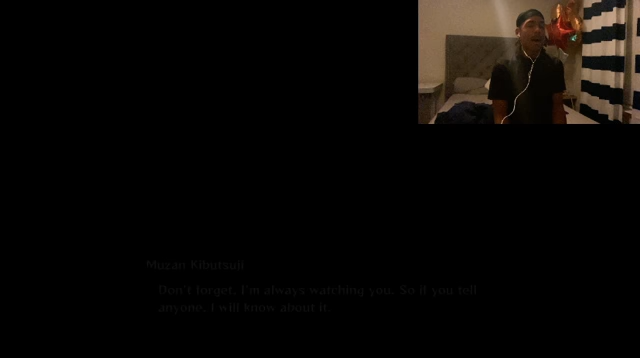 Muzan Kibutsuji
Don't forget, I'm always watching you. So if you tell
anyone, I will know about it.